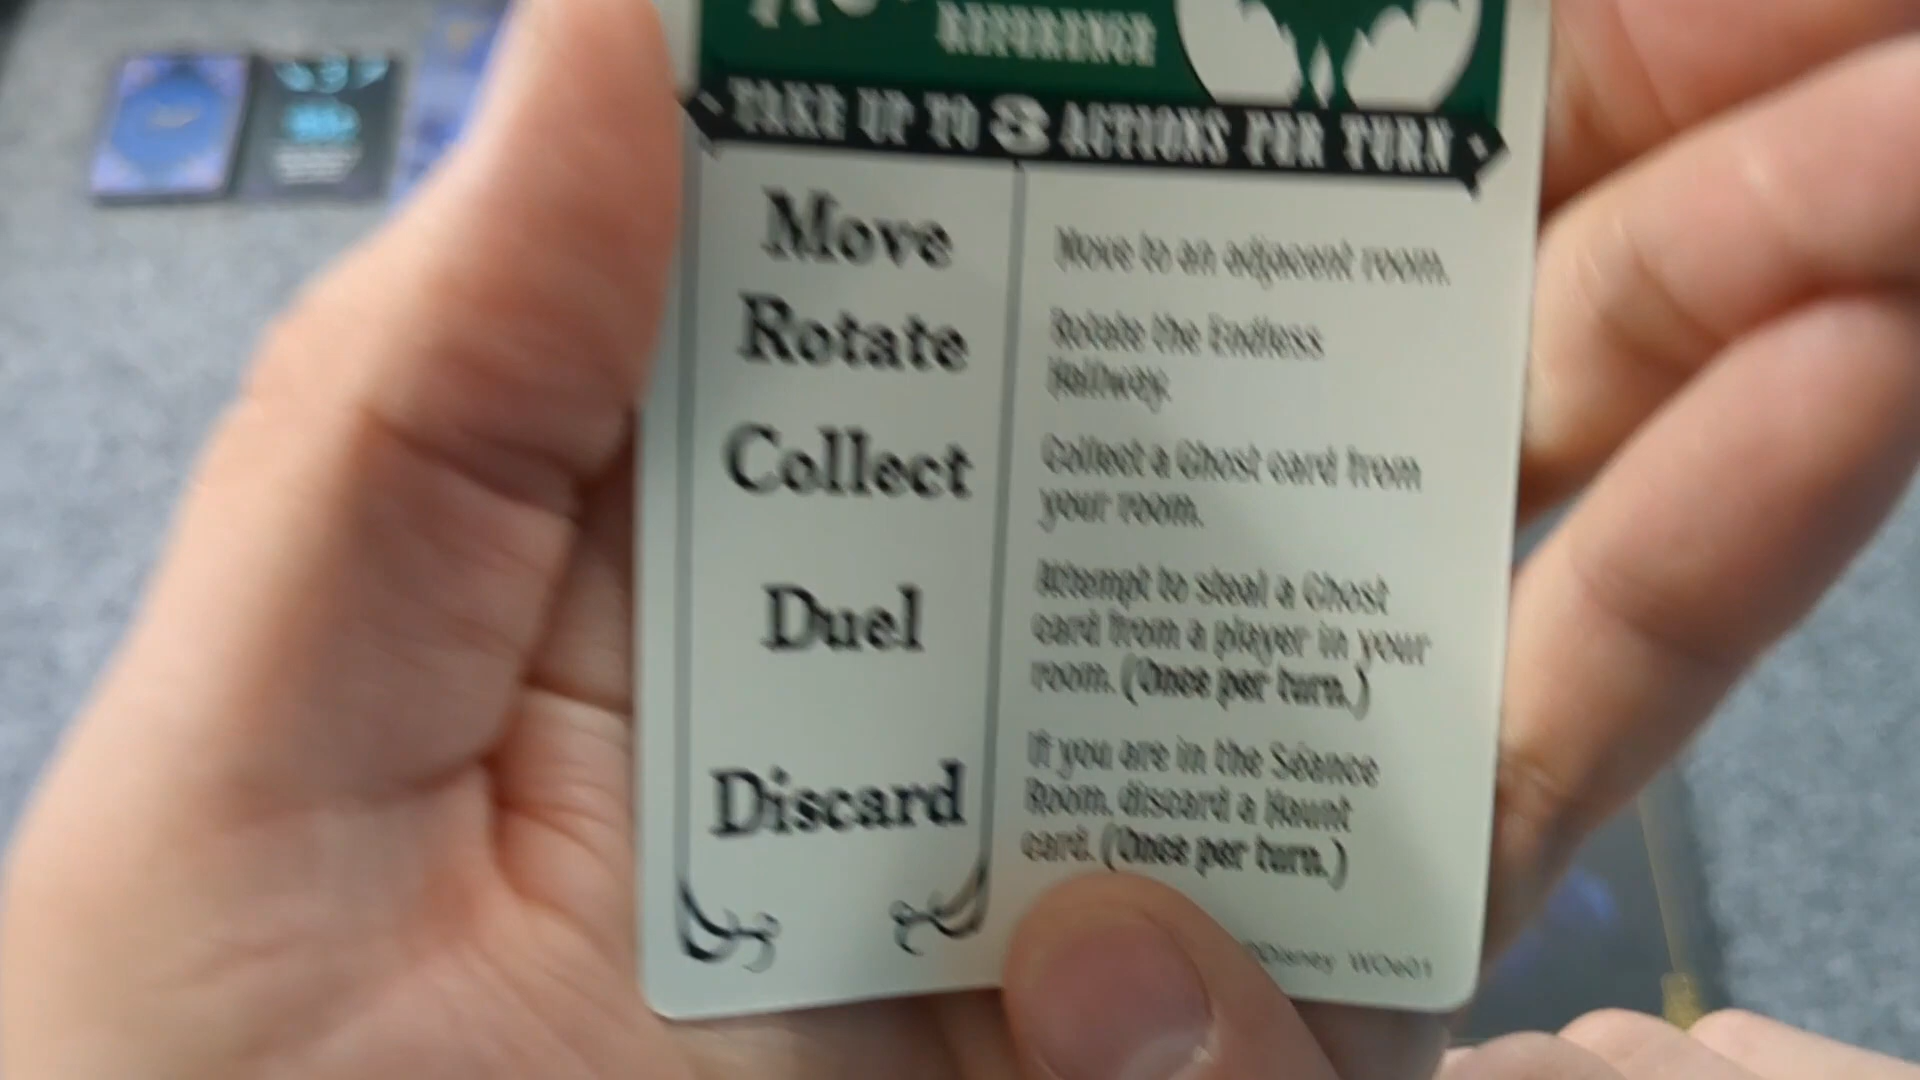 REFERENCE
TAKE UP TO 3 ACTIONS PER TURN
Move
Move to an adjacent room.
Rotate
Rotate the Endless
Hallway.
Collect
Collect a Ghost card from
your room.
Duel
Attempt to steal a Ghost
card from a player in your
room. (Once per turn.)
Discard
If you are in the Séance
Room, discard a Haunt
card. (Once per turn.)
©Disney WOs01